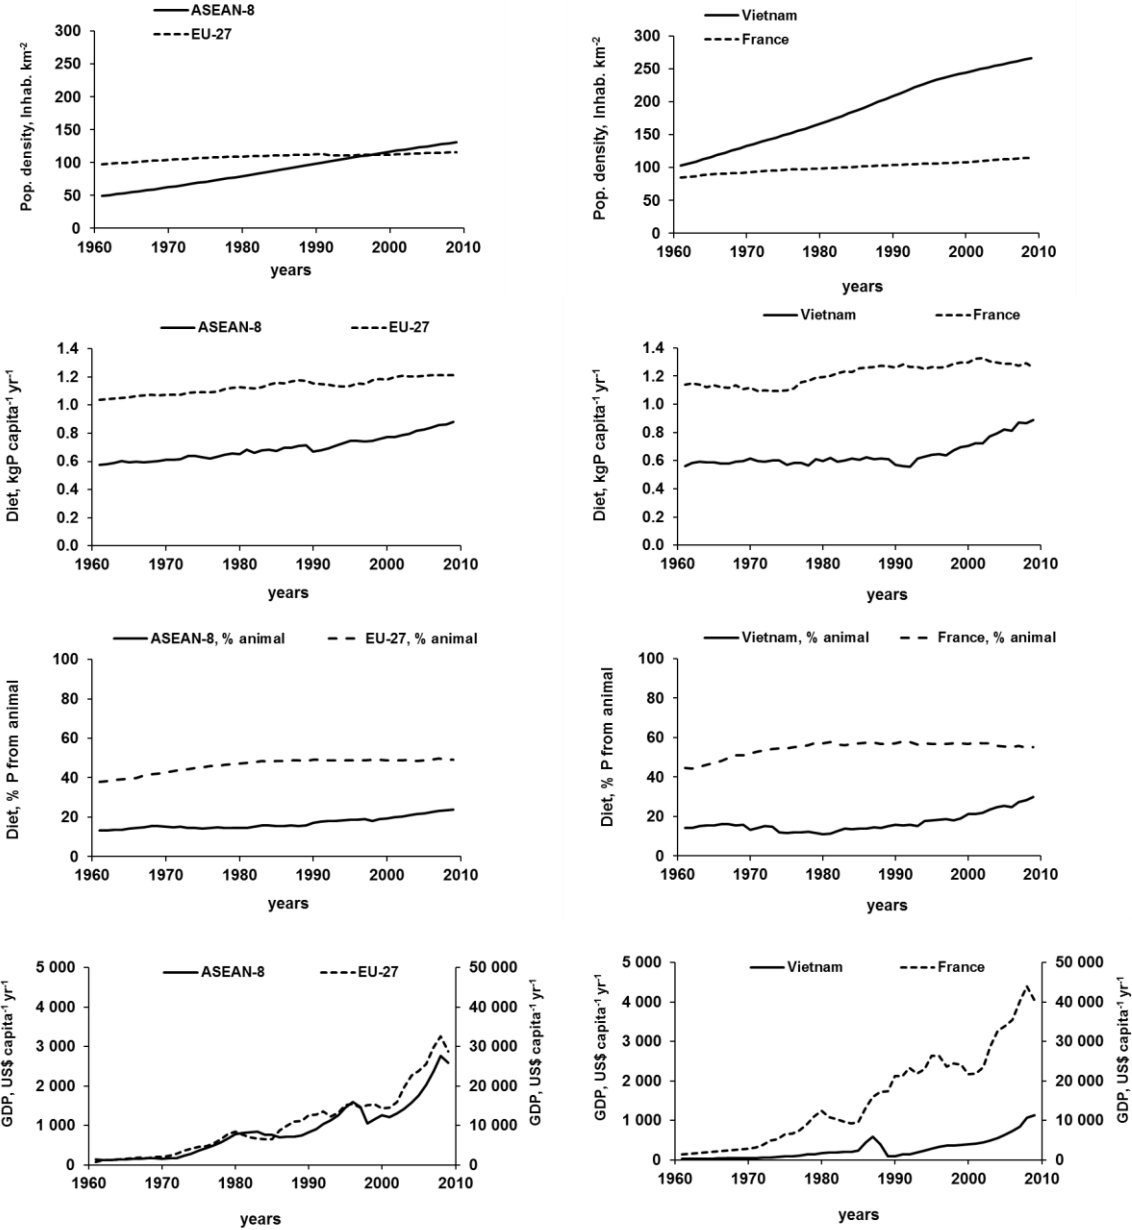 ASEAN-8
EU-27
Pop. density, Inhab. km-2
300
250
200
150
100
50
0
1960 1970 1980 1990 2000 2010
years
Vietnam
France
Pop. density, Inhab. km-2
300
250
200
150
100
50
0
1960 1970 1980 1990 2000 2010
years
ASEAN-8 EU-27
Diet, kgP capita-1 yr-1
1.4
1.2
1.0
0.8
0.6
0.4
0.2
0.0
1960 1970 1980 1990 2000 2010
years
Vietnam France
Diet, kgP capita-1 yr-1
1.4
1.2
1.0
0.8
0.6
0.4
0.2
0.0
1960 1970 1980 1990 2000 2010
years
ASEAN-8, % animal EU-27, % animal
Diet, % P from animal
100
80
60
40
20
0
1960 1970 1980 1990 2000 2010
years
Vietnam, % animal France, % animal
Diet, % P from animal
100
80
60
40
20
0
1960 1970 1980 1990 2000 2010
years
ASEAN-8 EU-27
GDP, US$ capita-1 yr-1
5 000 50 000
4 000 40 000
3 000 30 000
2 000 20 000
1 000 10 000
0 0
GDP, US$ capita-1 yr-1
1960 1970 1980 1990 2000 2010
years
Vietnam France
GDP, US$ capita-1 yr-1
5 000 50 000
4 000 40 000
3 000 30 000
2 000 20 000
1 000 10 000
0 0
GDP, US$ capita-1 yr-1
1960 1970 1980 1990 2000 2010
years